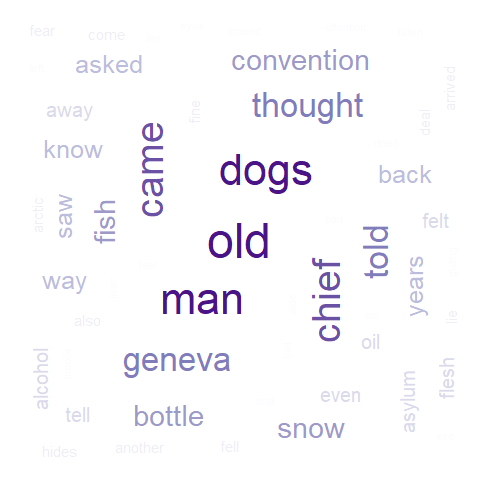 fear
come
asked
convention
arrived
away
fine
thought
deal
came
know
dogs
back
arctic
saw
fish
old
told
felt
way
man
chief
years
also
lie
geneva
oil
alcohol
flesh
asylum
tell
bottle
even
snow
hides
another
fell